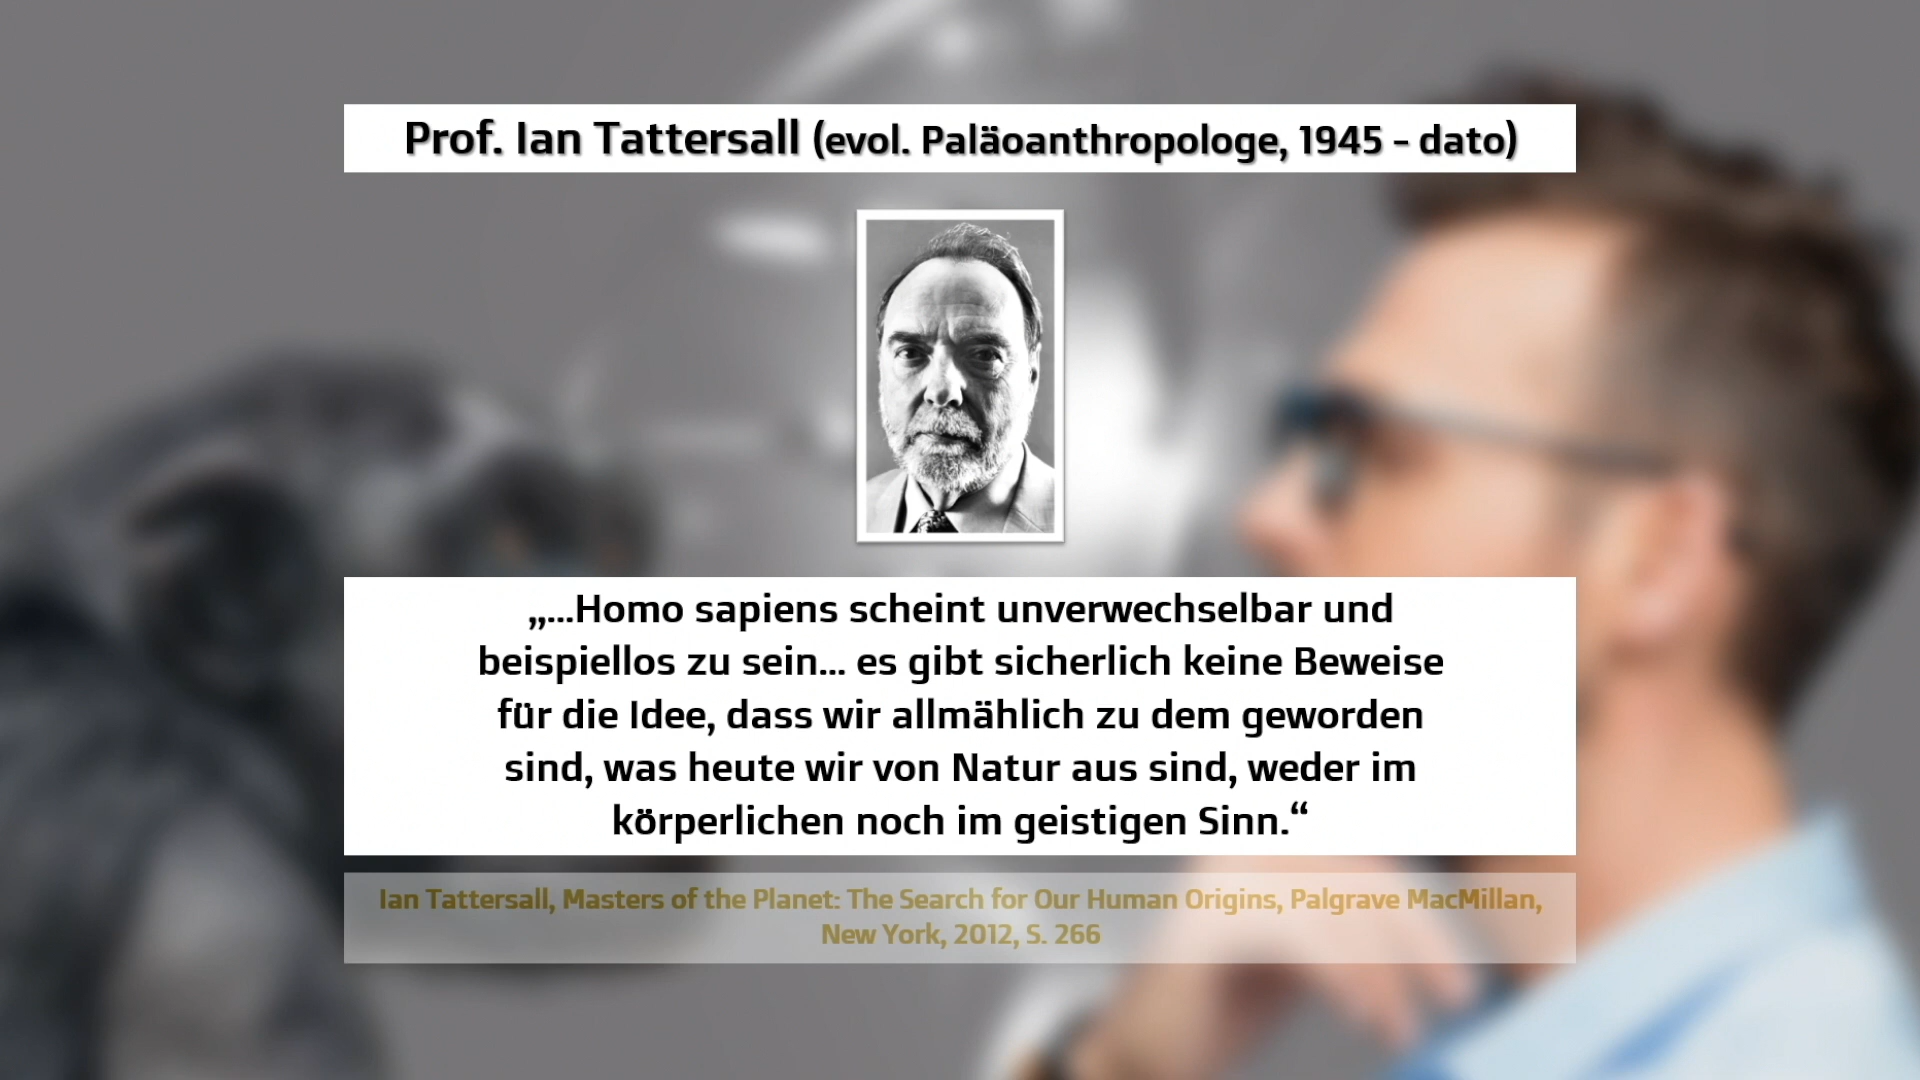 Prof. Ian Tattersall (evol. Paläoanthropologe, 1945 - dato)
„...Homo sapiens scheint unverwechselbar und
beispiellos zu sein... es gibt sicherlich keine Beweise
für die Idee, dass wir allmählich zu dem geworden
sind, was heute wir von Natur aus sind, weder im
körperlichen noch im geistigen Sinn.“
Ian Tattersall, Masters of the Planet: The Search for Our Human Origins, Palgrave MacMillan,
New York, 2012, S. 266